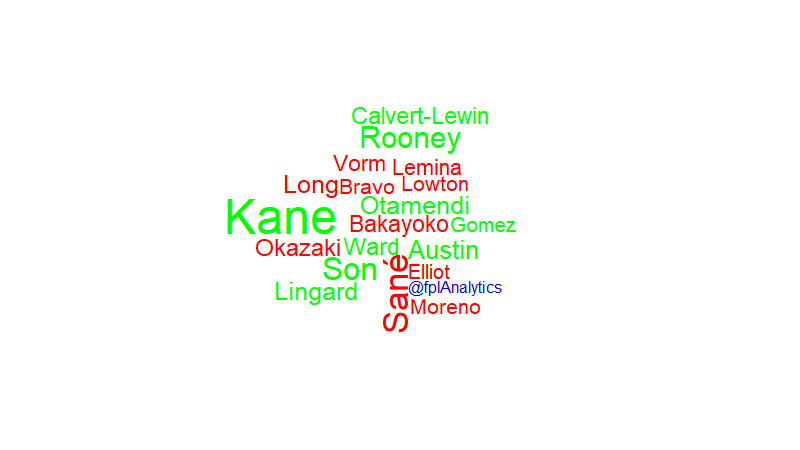 Calvert-Lewin
Rooney
Vorm Lemina
Long Bravo Lowton
Kane Otamendi
Bakayoko Gomez
Okazaki Ward Austin
Son Sané Elliot
@fplAnalytics
Lingard Moreno